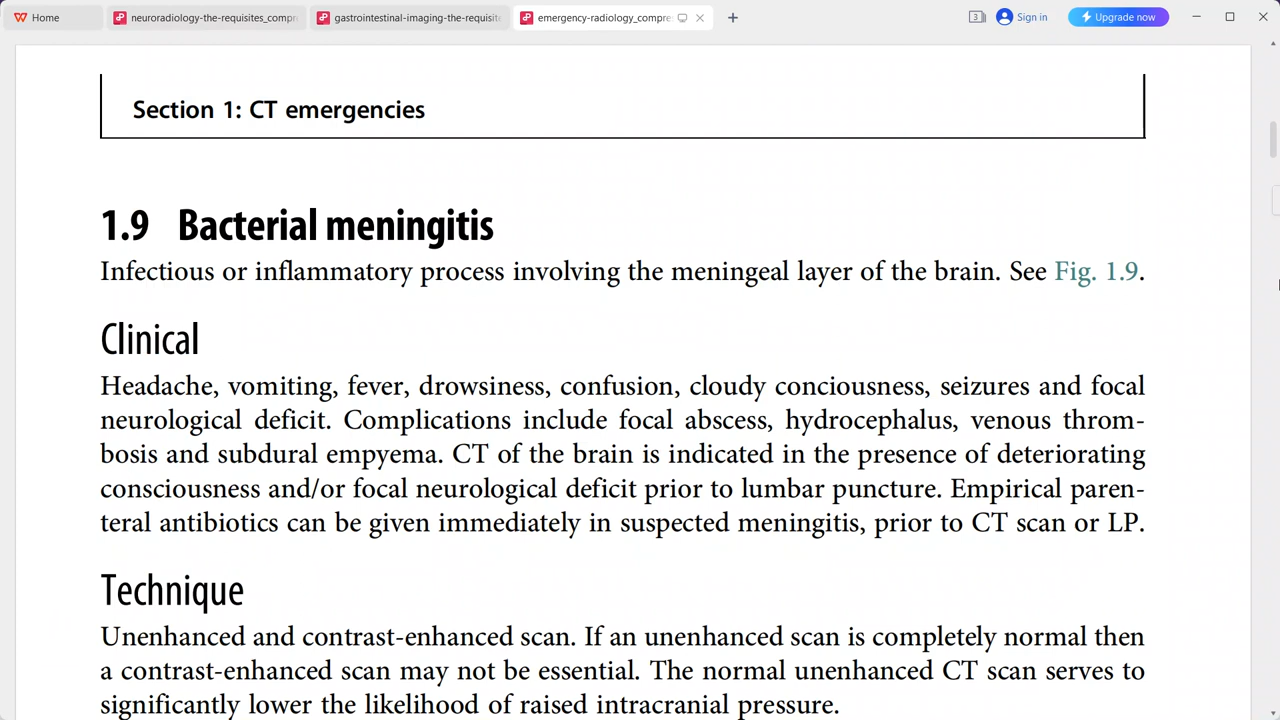 Home
neuroradiology-the-requisites_compre
gastrointestinal-imaging-the-requisite
emergency-radiology_compre
3
Sign in
Upgrade now
Section 1: CT emergencies
1.9 Bacterial meningitis
Infectious or inflammatory process involving the meningeal layer of the brain. See Fig. 1.9.
Clinical
Headache, vomiting, fever, drowsiness, confusion, cloudy conciousness, seizures and focal
neurological deficit. Complications include focal abscess, hydrocephalus, venous throm-
bosis and subdural empyema. CT of the brain is indicated in the presence of deteriorating
consciousness and/or focal neurological deficit prior to lumbar puncture. Empirical paren-
teral antibiotics can be given immediately in suspected meningitis, prior to CT scan or LP.
Technique
Unenhanced and contrast-enhanced scan. If an unenhanced scan is completely normal then
a contrast-enhanced scan may not be essential. The normal unenhanced CT scan serves to
significantly lower the likelihood of raised intracranial pressure.